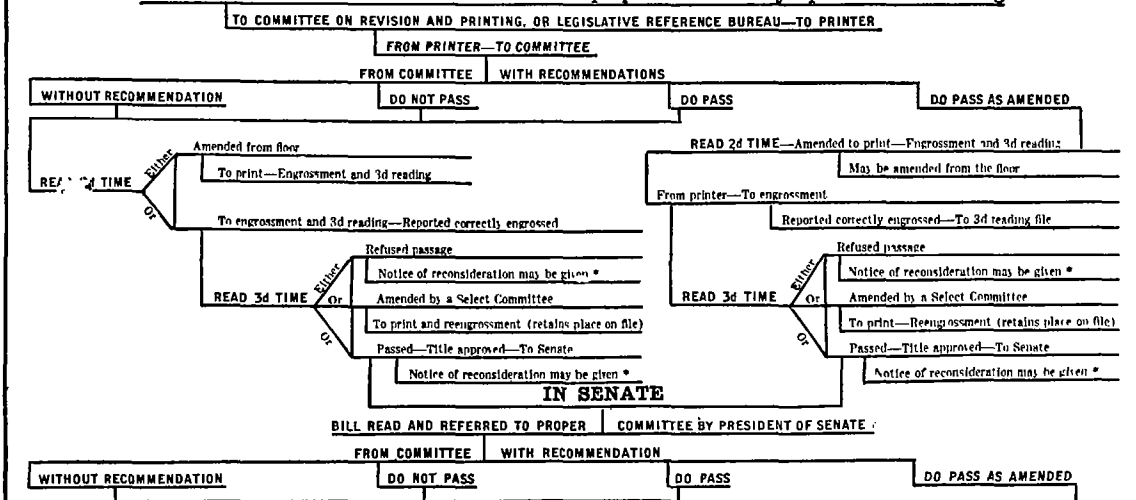 TO COMMITTEE ON REVISION AND PRINTING, OR LEGISLATIVE REFERENCE BUREAU—TO PRINTER
FROM PRINTER—TO COMMITTEE
FROM COMMITTEE WITH RECOMMENDATIONS
WITHOUT RECOMMENDATION DO NOT PASS DO PASS DO PASS AS AMENDED
Either Amended from floor
To print—Engrossment and 3d reading
TIME
Or To engrossment and 3d reading—Reported correctly engrossed
READ 2d TIME—Amended to print—Engrossment and 3d reading
May be amended from the floor
From printer—To engrossment
Reported correctly engrossed—To 3d reading file
Either Refused passage
Notice of reconsideration may be given *
READ 3d TIME Or Amended by a Select Committee
To print and reengrossment (retains place on file)
Or Passed—Title approved—To Senate
Notice of reconsideration may be given *
Either Refused passage
Notice of reconsideration may be given *
READ 3d TIME Or Amended by a Select Committee
To print—Reengrossment (retains place on file)
Or Passed—Title approved—To Senate
Notice of reconsideration may be given *
IN SENATE
BILL READ AND REFERRED TO PROPER COMMITTEE BY PRESIDENT OF SENATE
FROM COMMITTEE WITH RECOMMENDATION
WITHOUT RECOMMENDATION DO NOT PASS DO PASS DO PASS AS AMENDED